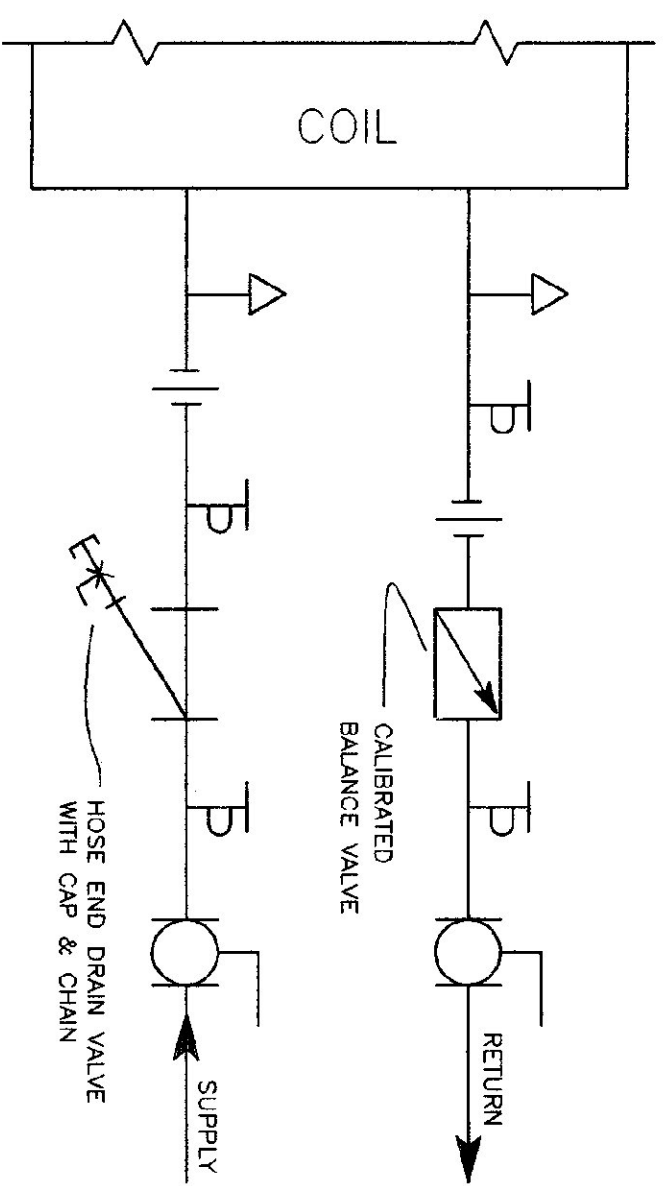 COIL
CALIBRATED
BALANCE VALVE
HOSE END DRAIN VALVE
WITH CAP & CHAIN
RETURN
SUPPLY